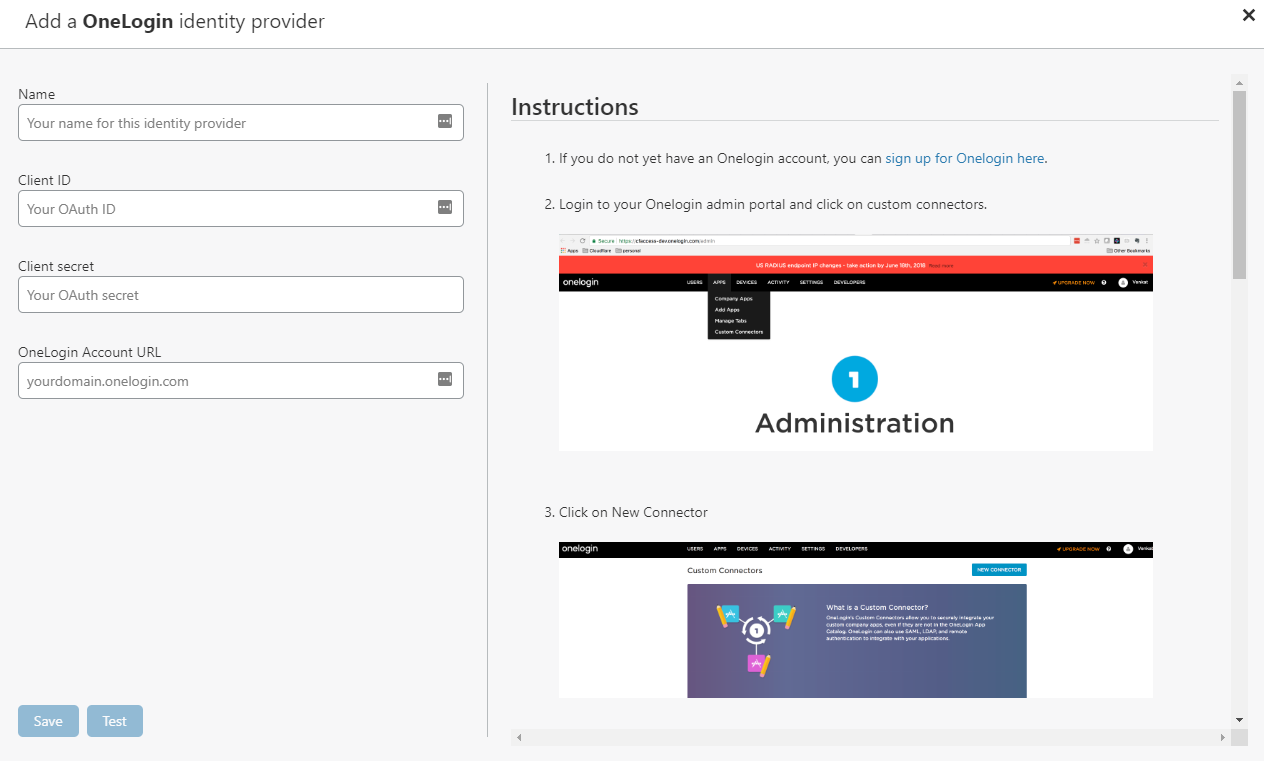 Add a OneLogin identity provider
Name
Your name for this identity provider
Client ID
Your OAuth ID
Client secret
Your OAuth secret
OneLogin Account URL
yourdomain.onelogin.com
Save Test
Instructions
1. If you do not yet have an Onelogin account, you can sign up for Onelogin here.
2. Login to your Onelogin admin portal and click on custom connectors.
Secure https://cfaccess-dev.onelogin.com/admin
Apps Cloudflare personal Other Bookmarks
US RADIUS endpoint IP changes - take action by June 18th, 2018 Read more
onelogin USERS APPS DEVICES ACTIVITY SETTINGS DEVELOPERS UPGRADE NOW Venkat
Company Apps
Add Apps
Manage Tabs
Custom Connectors
1
Administration
3. Click on New Connector
onelogin USERS APPS DEVICES ACTIVITY SETTINGS DEVELOPERS UPGRADE NOW Venkat
Custom Connectors NEW CONNECTOR
What is a Custom Connector?
OneLogin's Custom Connectors allow you to securely integrate your
custom company apps, even if they are not in the OneLogin App
Catalog. OneLogin can also use SAML, LDAP, and remote
authentication to integrate with your applications.
1